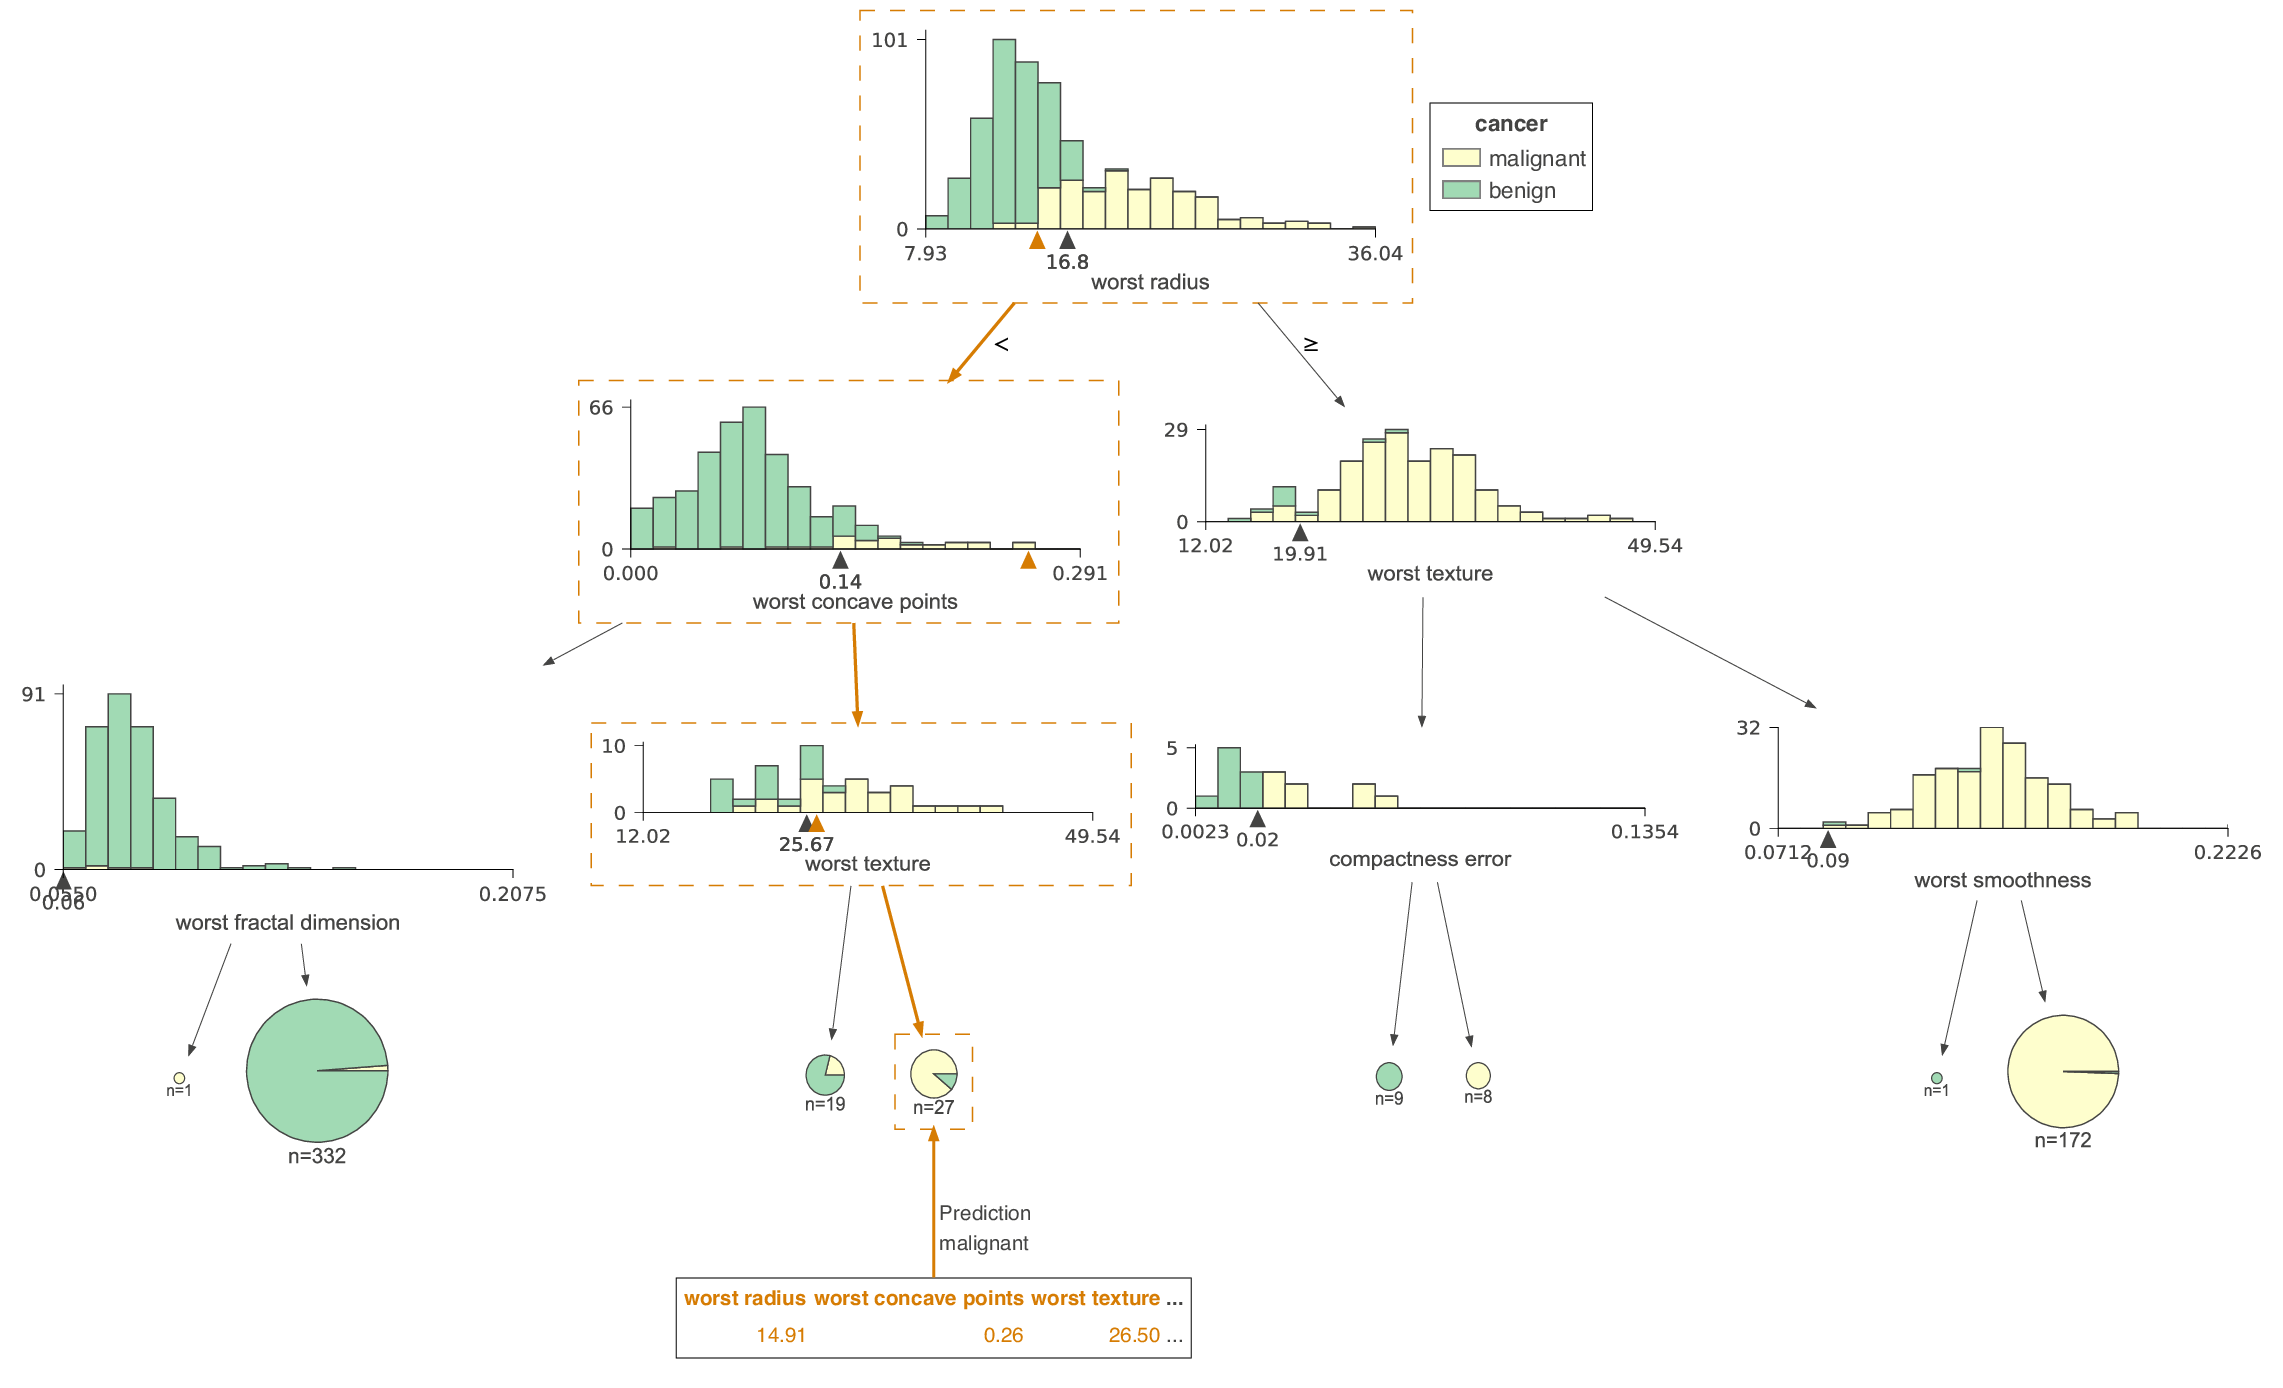 101
0
7.93
16.8
36.04
worst radius
cancer
malignant
benign
<
≥
66
0
0.000
0.14
0.291
worst concave points
29
0
12.02
19.91
49.54
worst texture
91
0
0.0550
0.06
0.2075
worst fractal dimension
10
0
12.02
25.67
49.54
worst texture
5
0
0.0023
0.02
0.1354
compactness error
32
0
0.0712
0.09
0.2226
worst smoothness
n=1
n=332
n=19
n=27
n=9
n=8
n=1
n=172
Prediction
malignant
worst radius worst concave points worst texture ...
14.91 0.26 26.50 ...